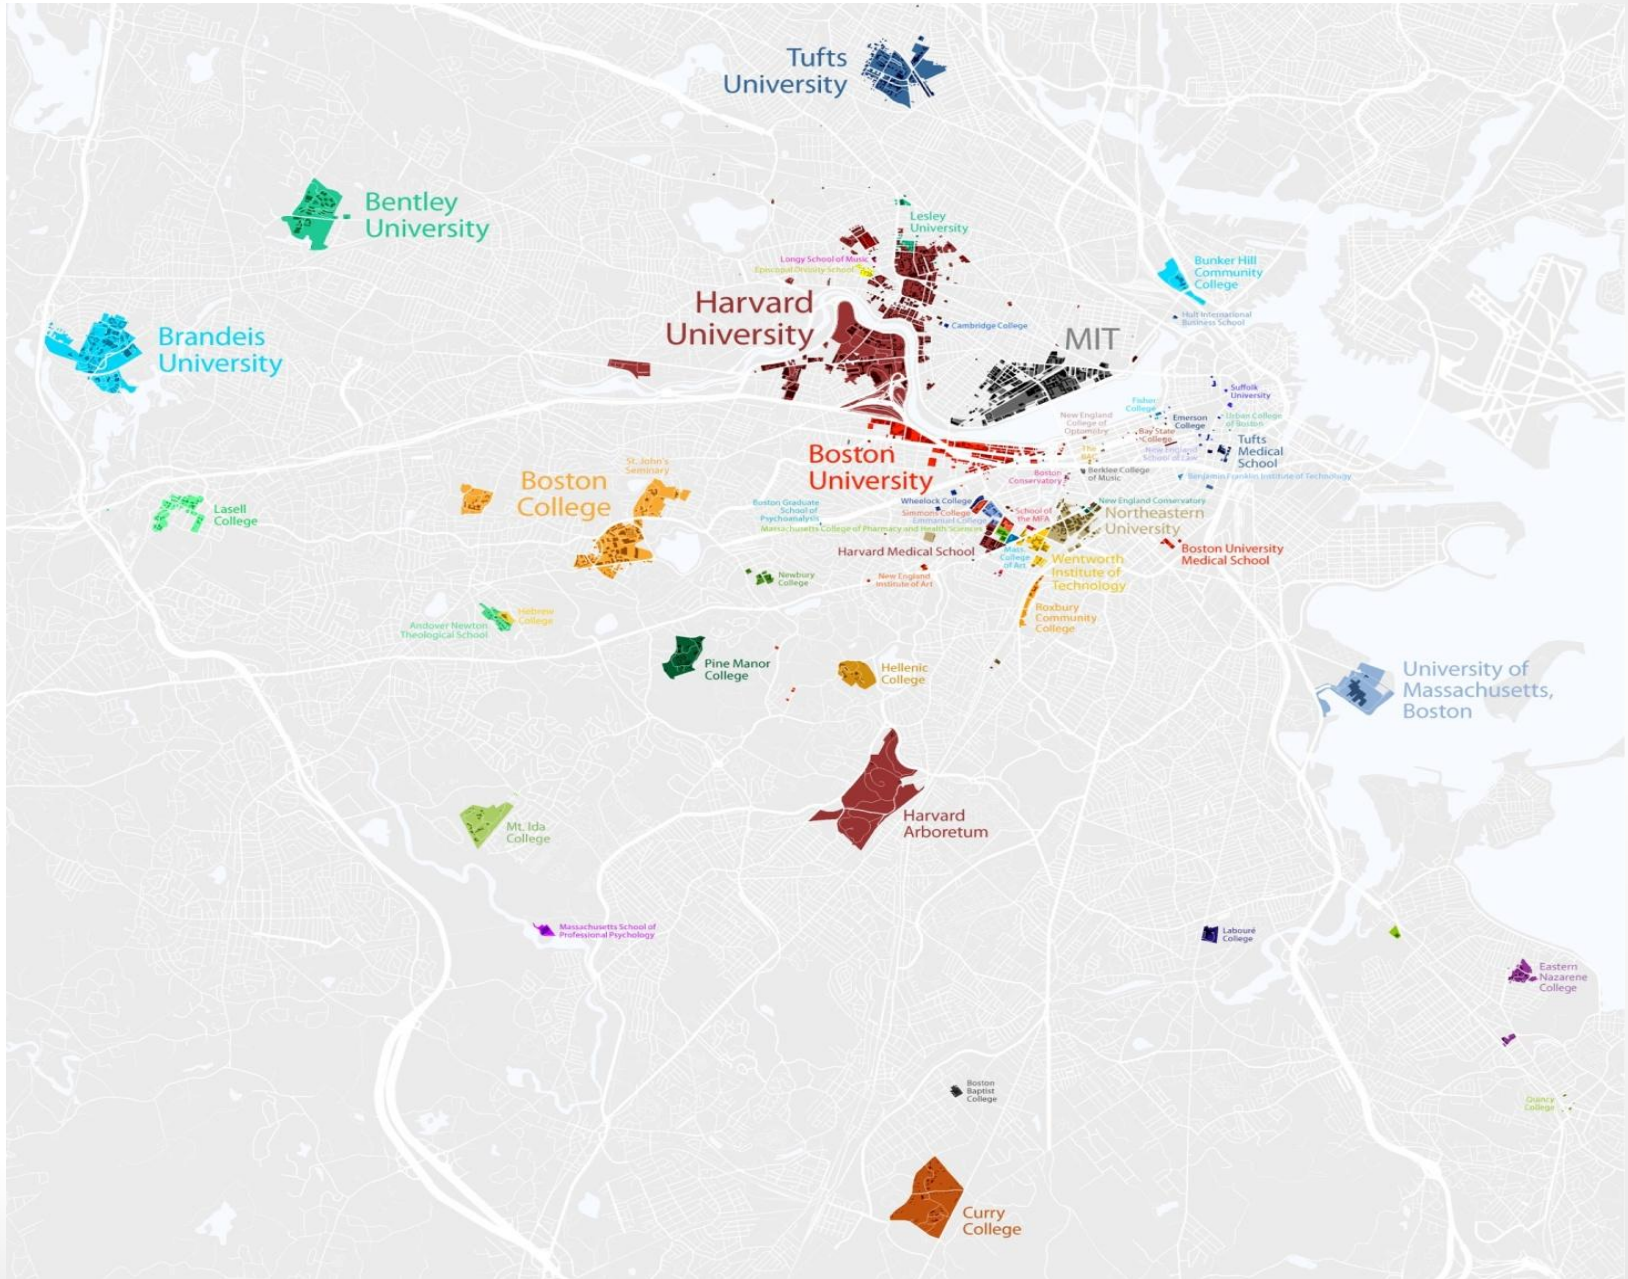 Tufts
University
Bentley
University
Lesley
University
Longy School of Music
Episcopal Divinity School
Bunker Hill
Community
College
Harvard
University
Hult International
Business School
Cambridge College
MIT
Brandeis
University
Suffolk
University
Fisher
College
New England
College of
Optometry
Emerson
College
Urban College
of Boston
Bay State
College
Tufts
Medical
School
New England
School of Law
The
Boston
University
Berklee College
of Music
Boston
Conservatory
Benjamin Franklin Institute of Technology
St. John's
Seminary
Boston
College
Lasell
College
Boston Graduate
School of
Psychoanalysis
Wheelock College
Simmons College
Emmanuel College
Massachusetts College of Pharmacy and Health Sciences
School of
the MFA
New England Conservatory
Northeastern
University
Harvard Medical School
Mass.
College
of Art
Wentworth
Institute of
Technology
Boston University
Medical School
Newbury
College
New England
Institute of Art
Roxbury
Community
College
Andover Newton
Theological School
Hebrew
College
Pine Manor
College
Hellenic
College
University of
Massachusetts,
Boston
Mt. Ida
College
Harvard
Arboretum
Massachusetts School of
Professional Psychology
Labouré
College
Eastern
Nazarene
College
Boston
Baptist
College
Quincy
College
Curry
College